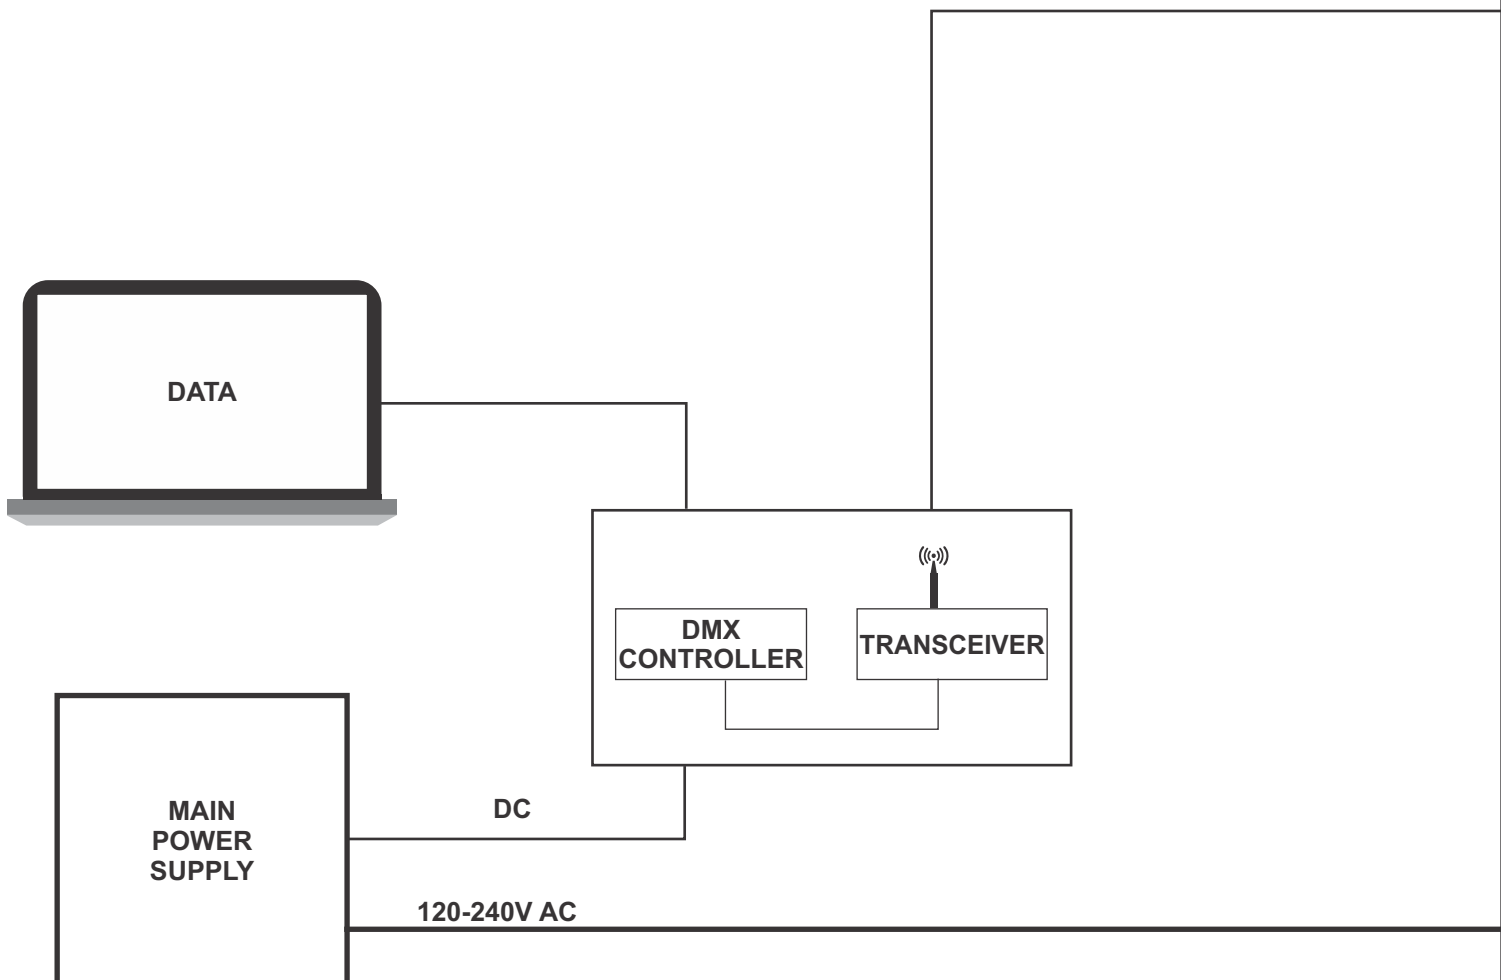 DATA
DMX
CONTROLLER
TRANSCEIVER
MAIN
POWER
SUPPLY
DC
120-240V AC